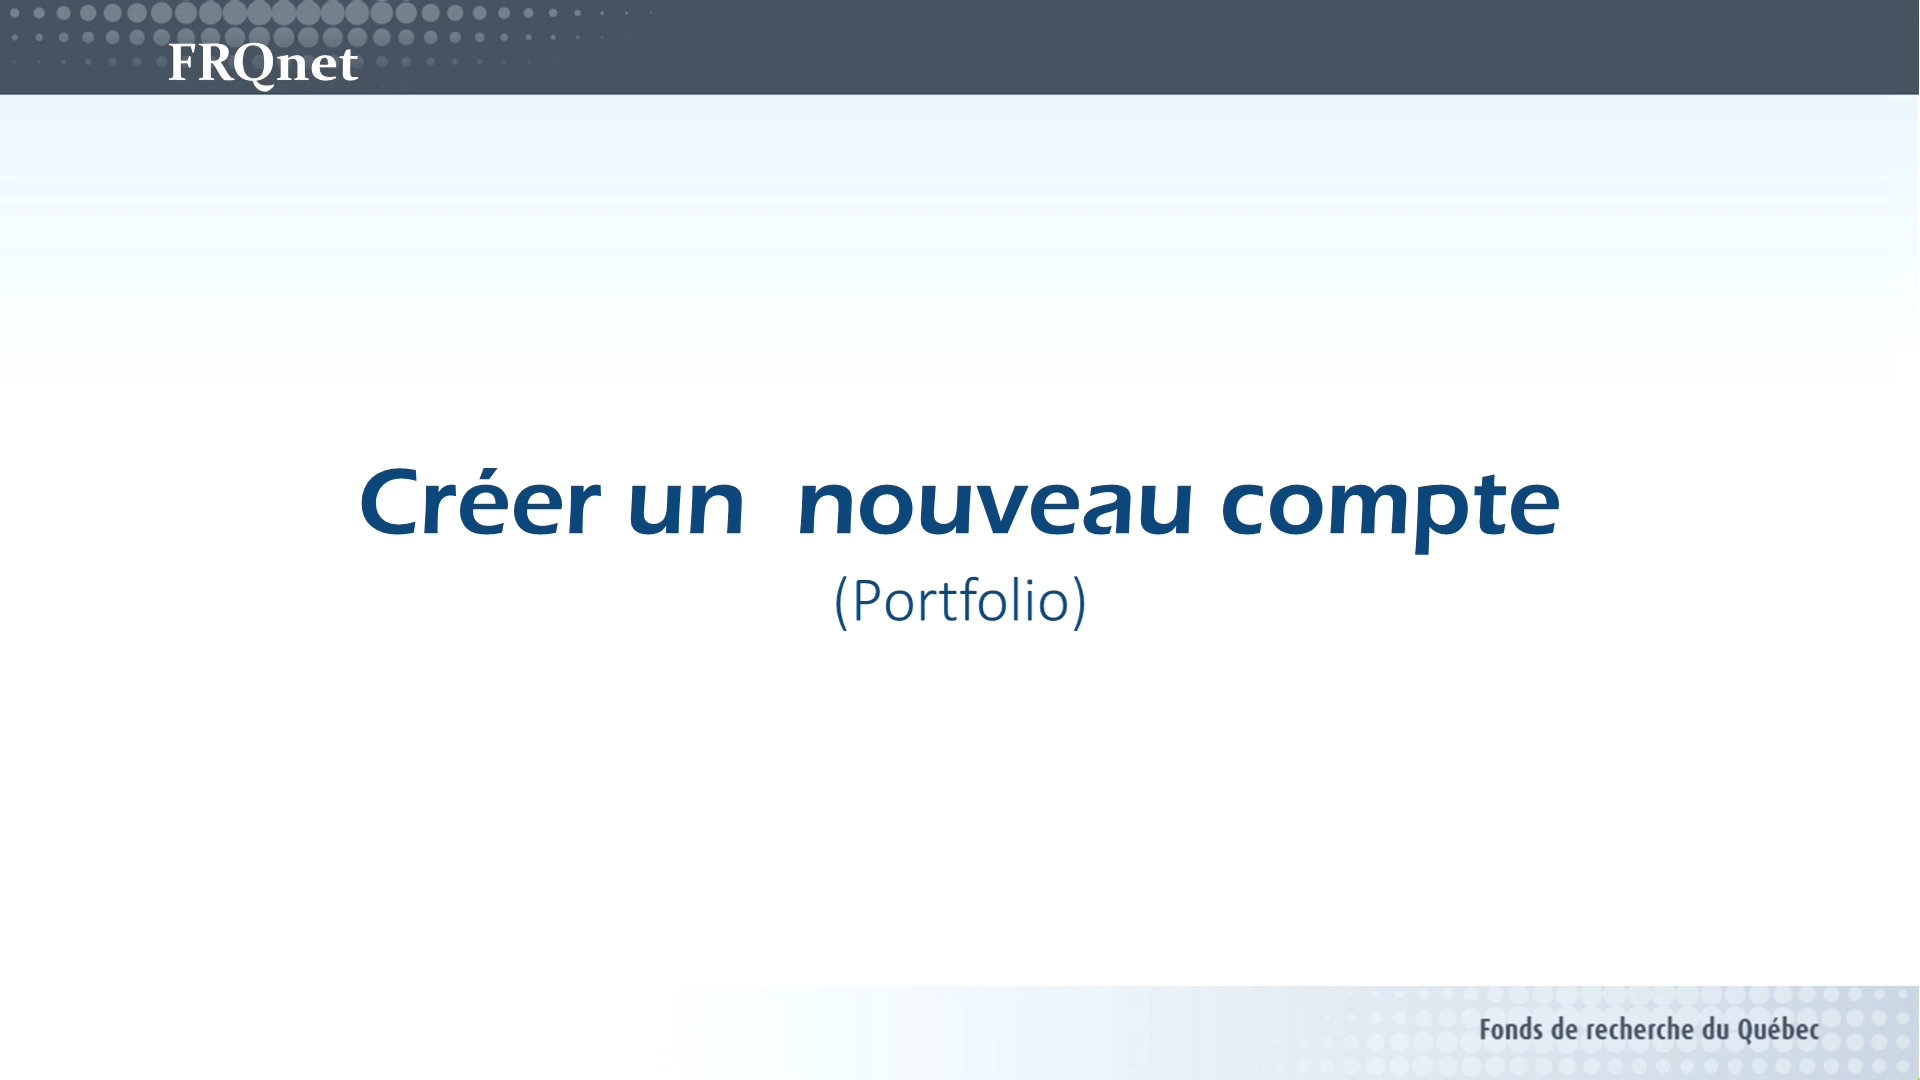 FRQnet
Créer un  nouveau compte
(Portfolio)
Fonds de recherche du Québec